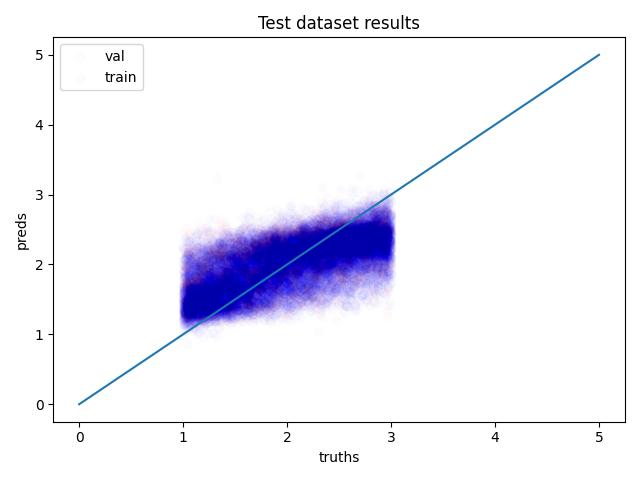 Test dataset results
val
train
5
4
3
2
1
0
preds
0 1 2 3 4 5
truths